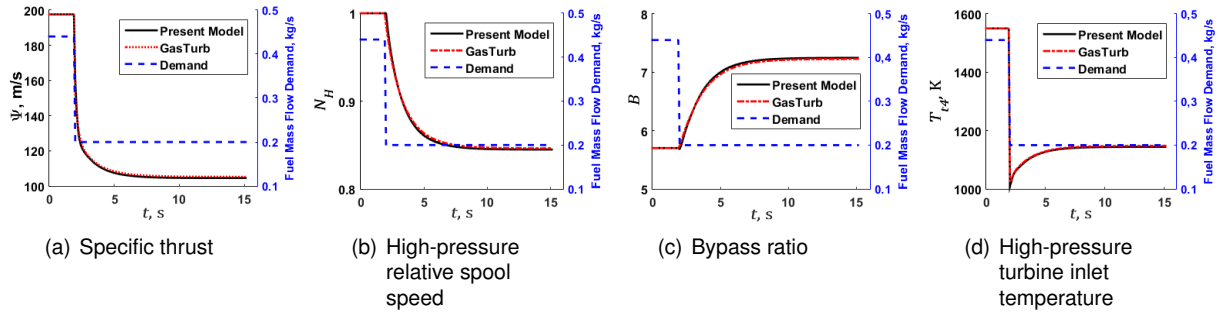 200
180
160
140
120
100
Ψ, m/s
0
5
10
15
t, s
0.5
0.4
0.3
0.2
0.1
Fuel Mass Flow Demand, kg/s
Present Model
GasTurb
Demand
(a) Specific thrust
1
0.9
0.8
N_H
0
5
10
15
t, s
0.5
0.4
0.3
0.2
0.1
Fuel Mass Flow Demand, kg/s
Present Model
GasTurb
Demand
(b) High-pressure
relative spool
speed
8
7
6
5
B
0
5
10
15
t, s
0.5
0.4
0.3
0.2
0.1
Fuel Mass Flow Demand, kg/s
Present Model
GasTurb
Demand
(c) Bypass ratio
1600
1500
1400
1300
1200
1100
1000
T_{t4}, K
0
5
10
15
t, s
0.5
0.4
0.3
0.2
0.1
Fuel Mass Flow Demand, kg/s
Present Model
GasTurb
Demand
(d) High-pressure
turbine inlet
temperature